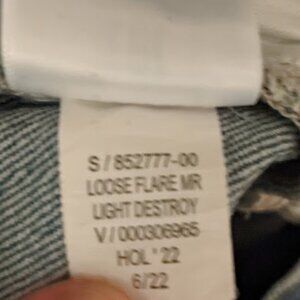 S / 852777-00
LOOSE FLARE MR
LIGHT DESTROY
V / 000306965
HOL ' 22
6/22